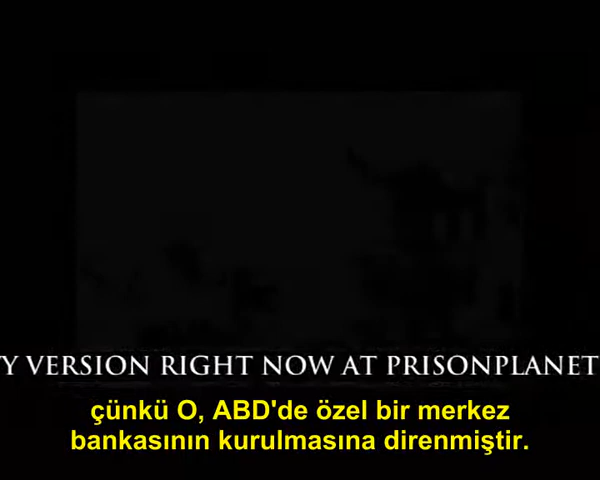 Y VERSION RIGHT NOW AT PRISONPLANET
çünkü O, ABD'de özel bir merkez
bankasının kurulmasına direnmiştir.